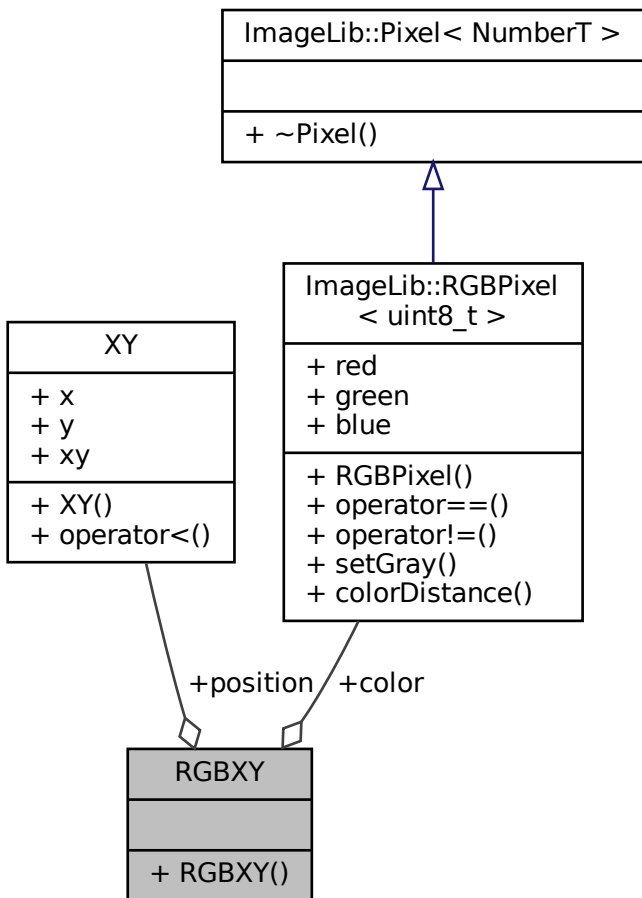 ImageLib::Pixel< NumberT >
+ ~Pixel()
ImageLib::RGBPixel
< uint8_t >
+ red
+ green
+ blue
+ RGBPixel()
+ operator==()
+ operator!=()
+ setGray()
+ colorDistance()
XY
+ x
+ y
+ xy
+ XY()
+ operator<()
+position
+color
RGBXY
+ RGBXY()